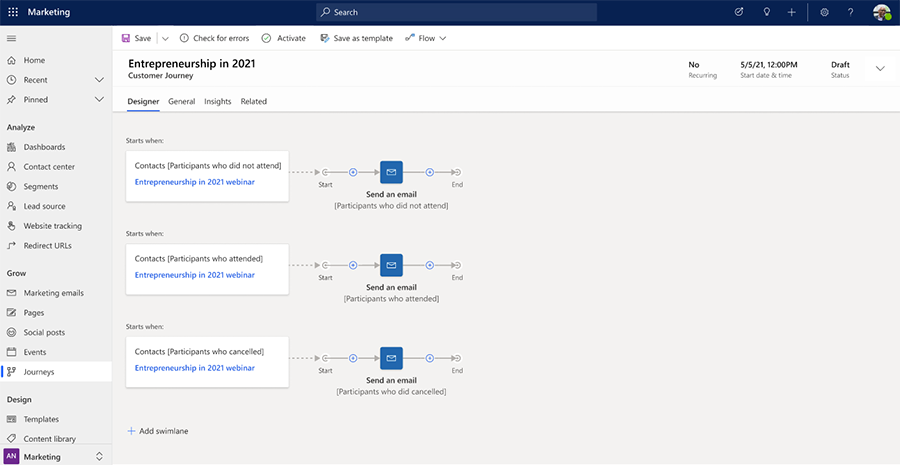 Marketing
Search
Home
Recent
Pinned
Analyze
Dashboards
Contact center
Segments
Lead source
Website tracking
Redirect URLs
Grow
Marketing emails
Pages
Social posts
Events
Journeys
Design
Templates
Content library
AN Marketing
Save Check for errors Activate Save as template Flow
Entrepreneurship in 2021
Customer Journey
No
Recurring
5/5/21, 12:00PM
Start date & time
Draft
Status
Designer General Insights Related
Starts when:
Contacts [Participants who did not attend]
Entrepreneurship in 2021 webinar
Start
End
Send an email
[Participants who did not attend]
Starts when:
Contacts [Participants who attended]
Entrepreneurship in 2021 webinar
Start
End
Send an email
[Participants who attended]
Starts when:
Contacts [Participants who cancelled]
Entrepreneurship in 2021 webinar
Start
End
Send an email
[Participants who did cancelled]
Add swimlane